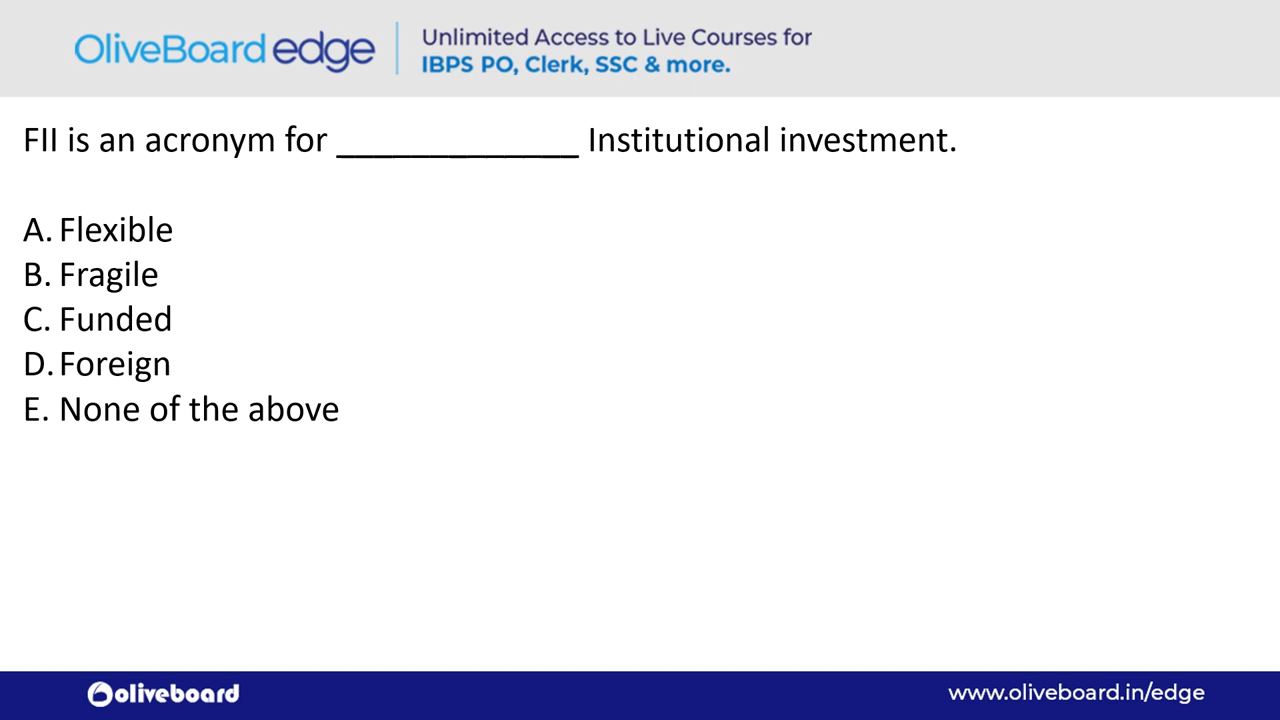 OliveBoard edge
Unlimited Access to Live Courses for
IBPS PO, Clerk, SSC & more.
FII is an acronym for _____________ Institutional investment.
A. Flexible
B. Fragile
C. Funded
D. Foreign
E. None of the above
oliveboard
www.oliveboard.in/edge